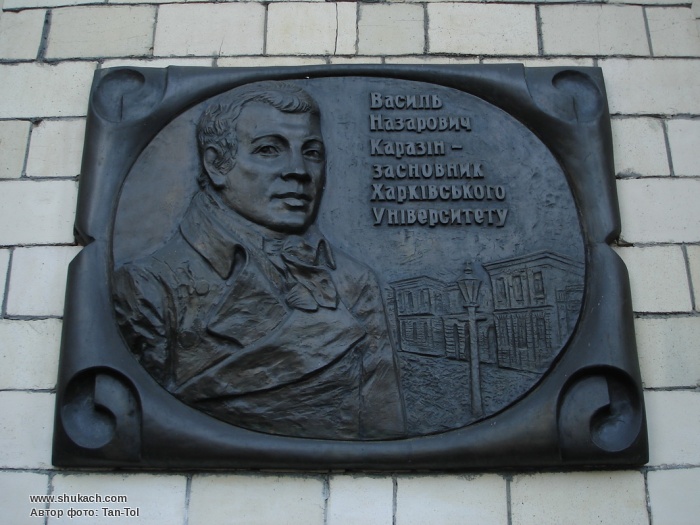 Василь
Назарович
Каразін –
засновник
Харківського
Університету
www.shukach.com
Автор фото: Tan-Tol